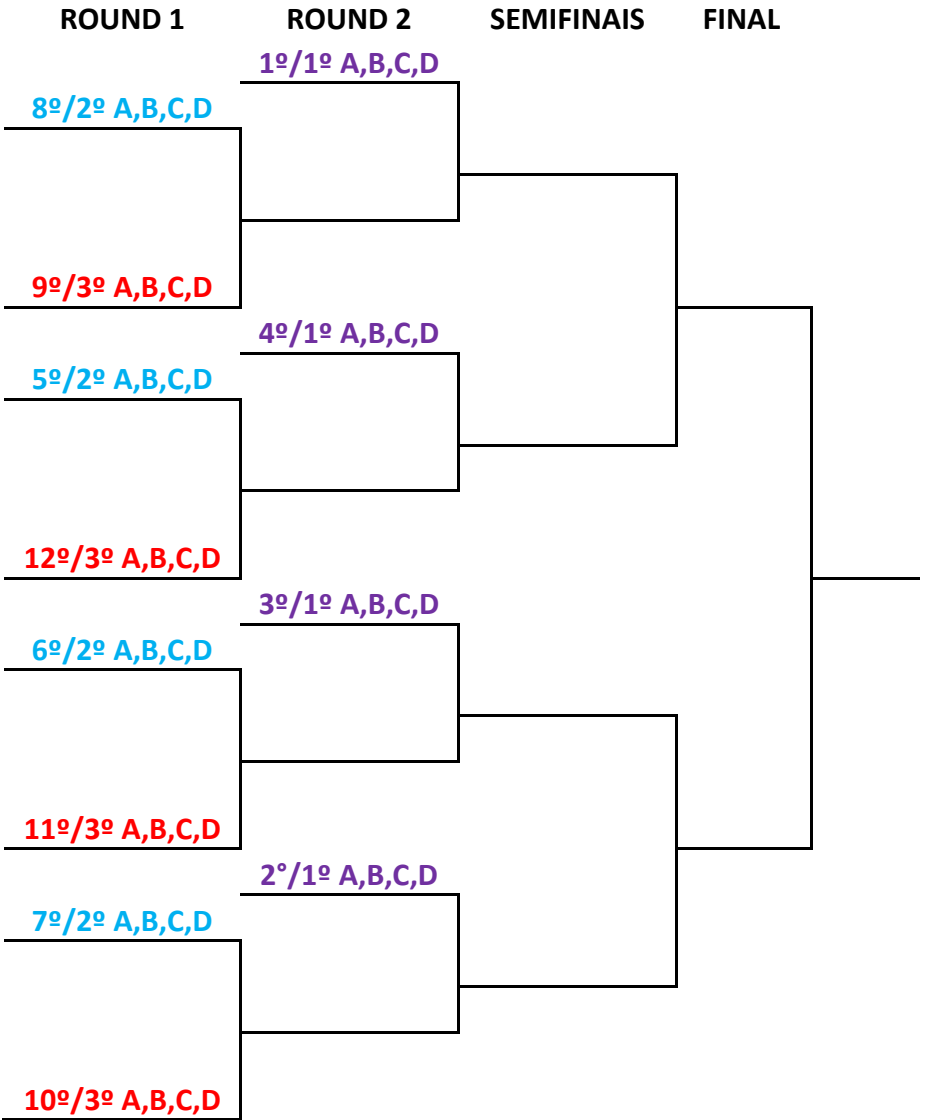 ROUND 1 ROUND 2 SEMIFINAIS FINAL
1º/1º A,B,C,D
8º/2º A,B,C,D
9º/3º A,B,C,D
4º/1º A,B,C,D
5º/2º A,B,C,D
12º/3º A,B,C,D
3º/1º A,B,C,D
6º/2º A,B,C,D
11º/3º A,B,C,D
2°/1º A,B,C,D
7º/2º A,B,C,D
10º/3º A,B,C,D